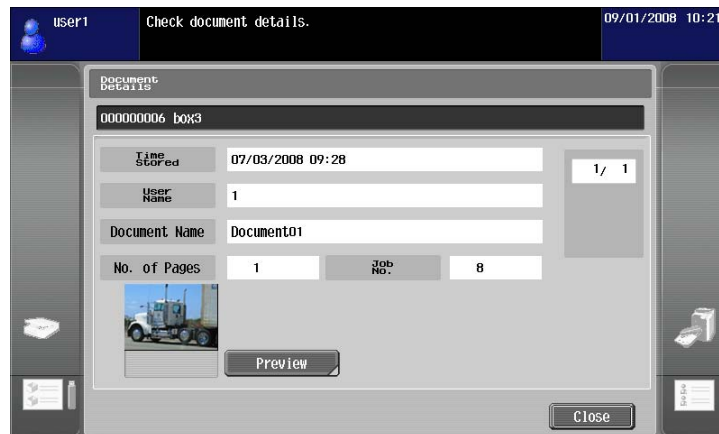 user1
Check document details.
09/01/2008 10:21
Document
Details
000000006 box3
Time
Stored
07/03/2008 09:28
1/ 1
User
Name
1
Document Name
Document01
No. of Pages
1
Job
No.
8
Preview
Close